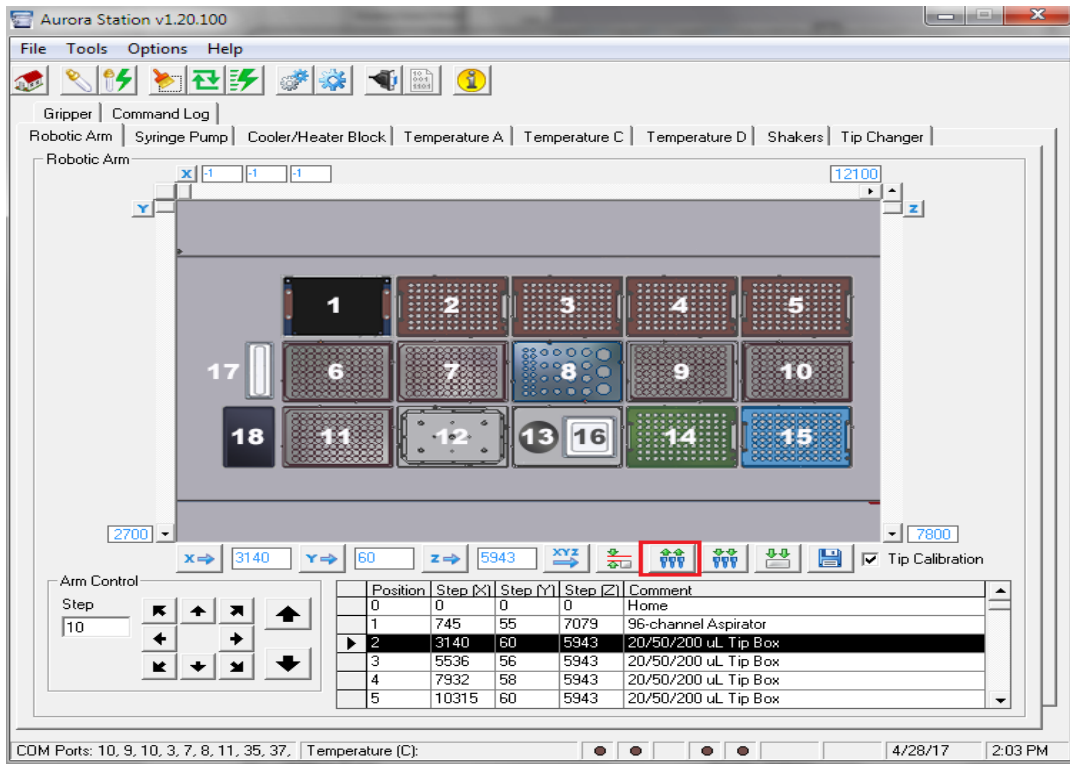 Aurora Station v1.20.100
File Tools Options Help
Gripper Command Log
Robotic Arm Syringe Pump Cooler/Heater Block Temperature A Temperature C Temperature D Shakers Tip Changer
Robotic Arm
X -1 -1 -1 12100
Y Z
1 2 3 4 5
17 6 7 8 9 10
18 11 12 13 16 14 15
2700 7800
X 3140 Y 60 Z 5943 XYZ Tip Calibration
Arm Control
Step
10
Position Step (X) Step (Y) Step (Z) Comment
0 0 0 0 Home
1 745 55 7079 96-channel Aspirator
2 3140 60 5943 20/50/200 uL Tip Box
3 5536 56 5943 20/50/200 uL Tip Box
4 7932 58 5943 20/50/200 uL Tip Box
5 10315 60 5943 20/50/200 uL Tip Box
COM Ports: 10, 9, 10, 3, 7, 8, 11, 35, 37, Temperature (C): 4/28/17 2:03 PM